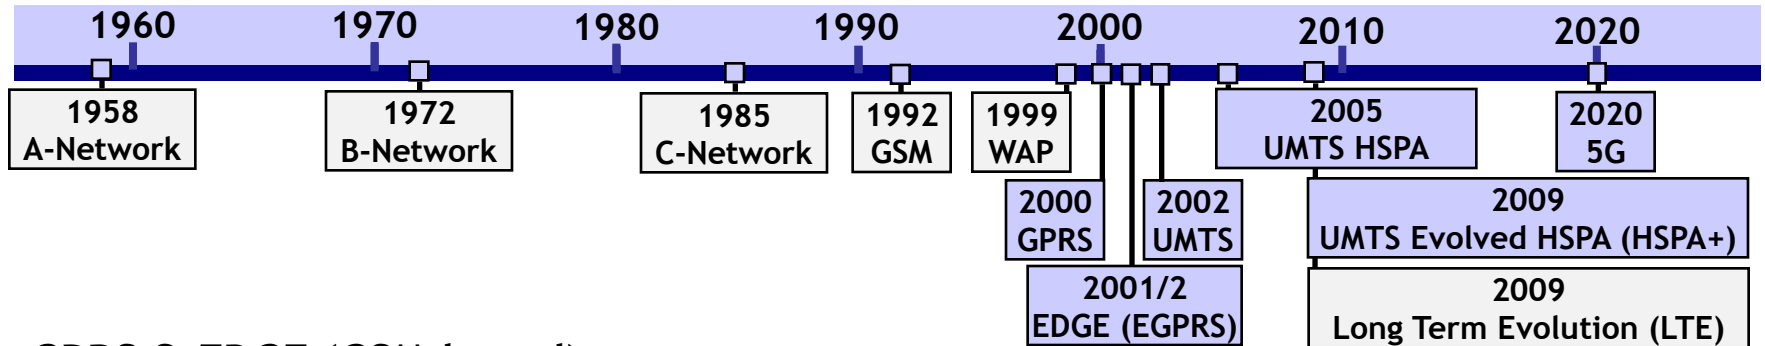 1960
1970
1980
1990
2000
2010
2020
1958
A-Network
1972
B-Network
1985
C-Network
1992
GSM
1999
WAP
2005
UMTS HSPA
2020
5G
2000
GPRS
2002
UMTS
2009
UMTS Evolved HSPA (HSPA+)
2001/2
EDGE (EGPRS)
2009
Long Term Evolution (LTE)